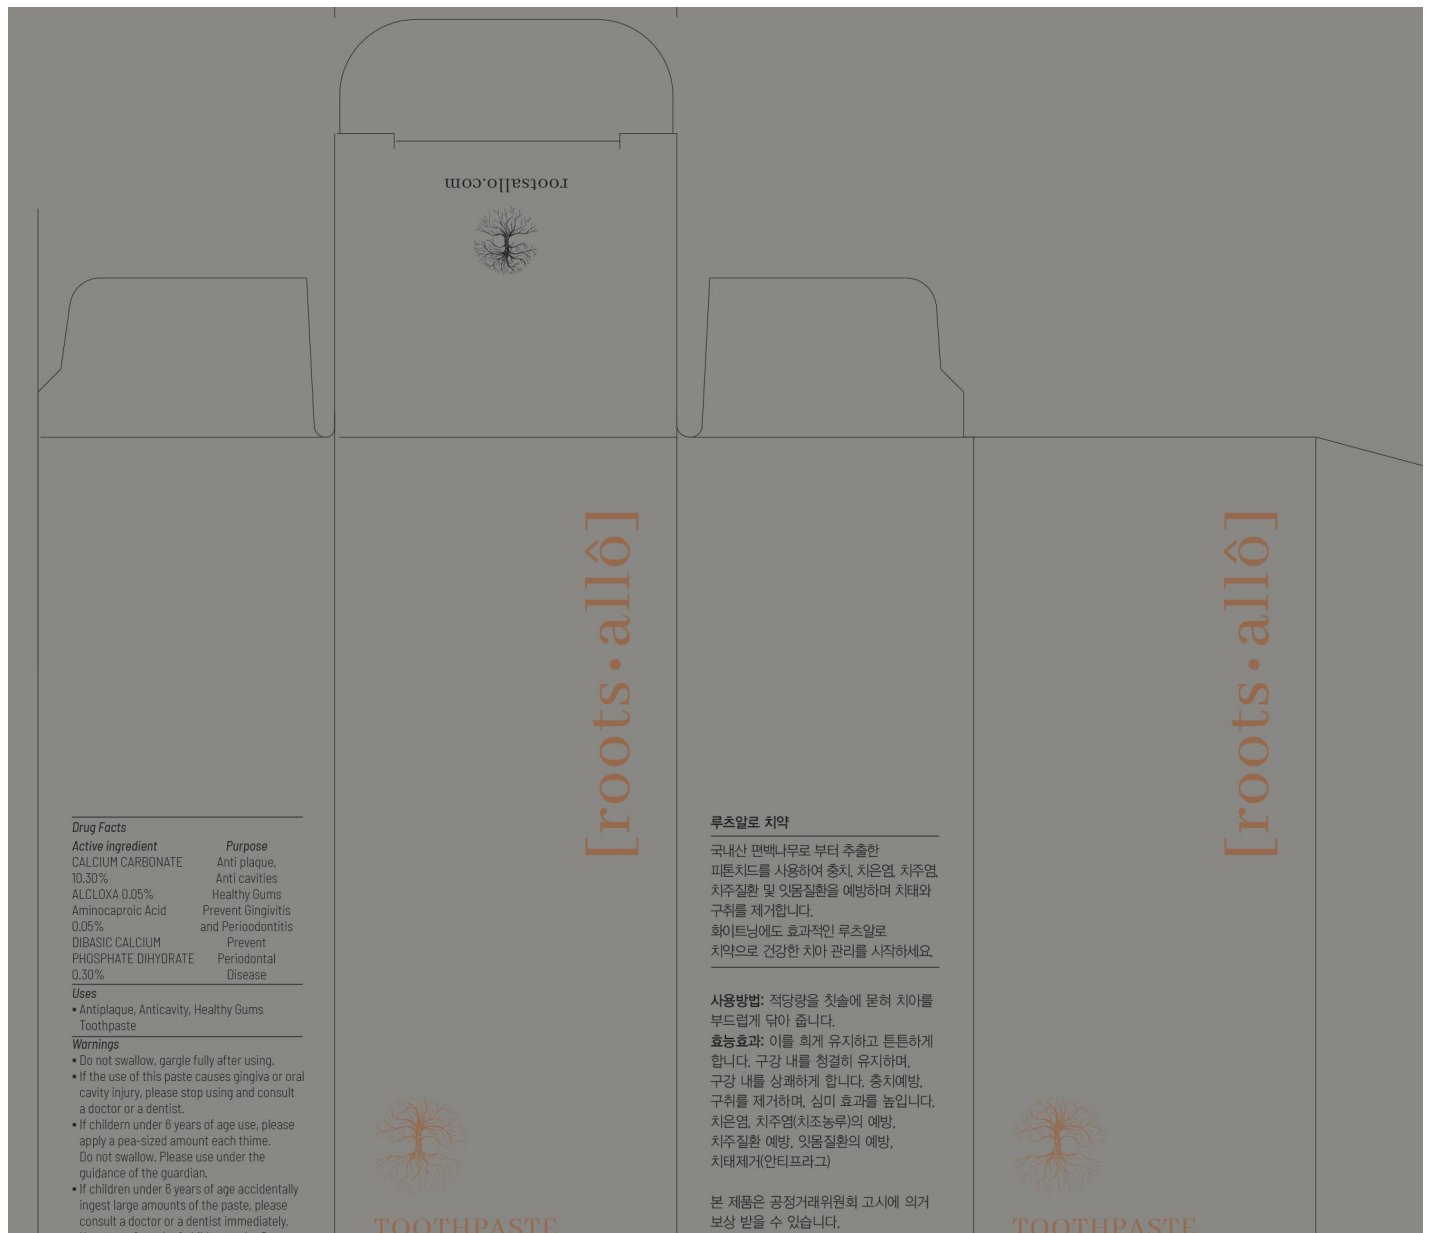 rootsallo.com
[roots·allô]
[roots·allô]
Drug Facts
Active ingredient Purpose
CALCIUM CARBONATE Anti plaque,
10.30% Anti cavities
ALCLOXA 0.05% Healthy Gums
Aminocaproic Acid Prevent Gingivitis
0.05% and Perioodontitis
DIBASIC CALCIUM Prevent
PHOSPHATE DIHYDRATE Periodontal
0.30% Disease
Uses
▪ Antiplaque, Anticavity, Healthy Gums
Toothpaste
Warnings
▪ Do not swallow, gargle fully after using.
▪ If the use of this paste causes gingiva or oral
cavity injury, please stop using and consult
a doctor or a dentist.
▪ If childern under 6 years of age use, please
apply a pea-sized amount each thime.
Do not swallow. Please use under the
guidance of the guardian.
▪ If children under 6 years of age accidentally
ingest large amounts of the paste, please
consult a doctor or a dentist immediately.
TOOTHPASTE
루츠알로 치약
국내산 편백나무로 부터 추출한
피톤치드를 사용하여 충치, 치은염, 치주염,
치주질환 및 잇몸질환을 예방하며 치태와
구취를 제거합니다.
화이트닝에도 효과적인 루츠알로
치약으로 건강한 치아 관리를 시작하세요.
사용방법: 적당량을 칫솔에 묻혀 치아를
부드럽게 닦아 줍니다.
효능효과: 이를 희게 유지하고 튼튼하게
합니다. 구강 내를 청결히 유지하며,
구강 내를 상쾌하게 합니다. 충치예방,
구취를 제거하며, 심미 효과를 높입니다.
치은염, 치주염(치조농루)의 예방,
치주질환 예방, 잇몸질환의 예방,
치태제거(안티프라그)
본 제품은 공정거래위원회 고시에 의거
보상 받을 수 있습니다.
TOOTHPASTE